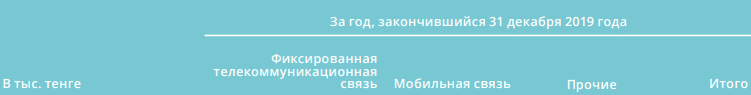 За год, закончившийся 31 декабря 2019 года
Фиксированная
телекоммуникационная
В тыс. тенге связь Мобильная связь Прочие Итого